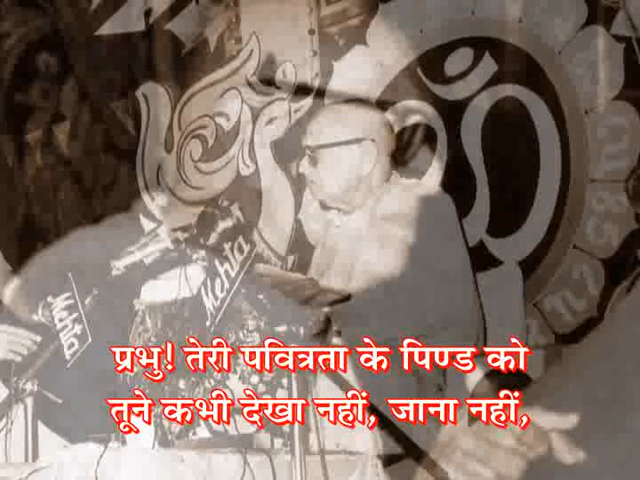 Mehta
Mehta
प्रभु! तेरी पवित्रता के पिण्ड को
तूने कभी देखा नहीं, जाना नहीं,